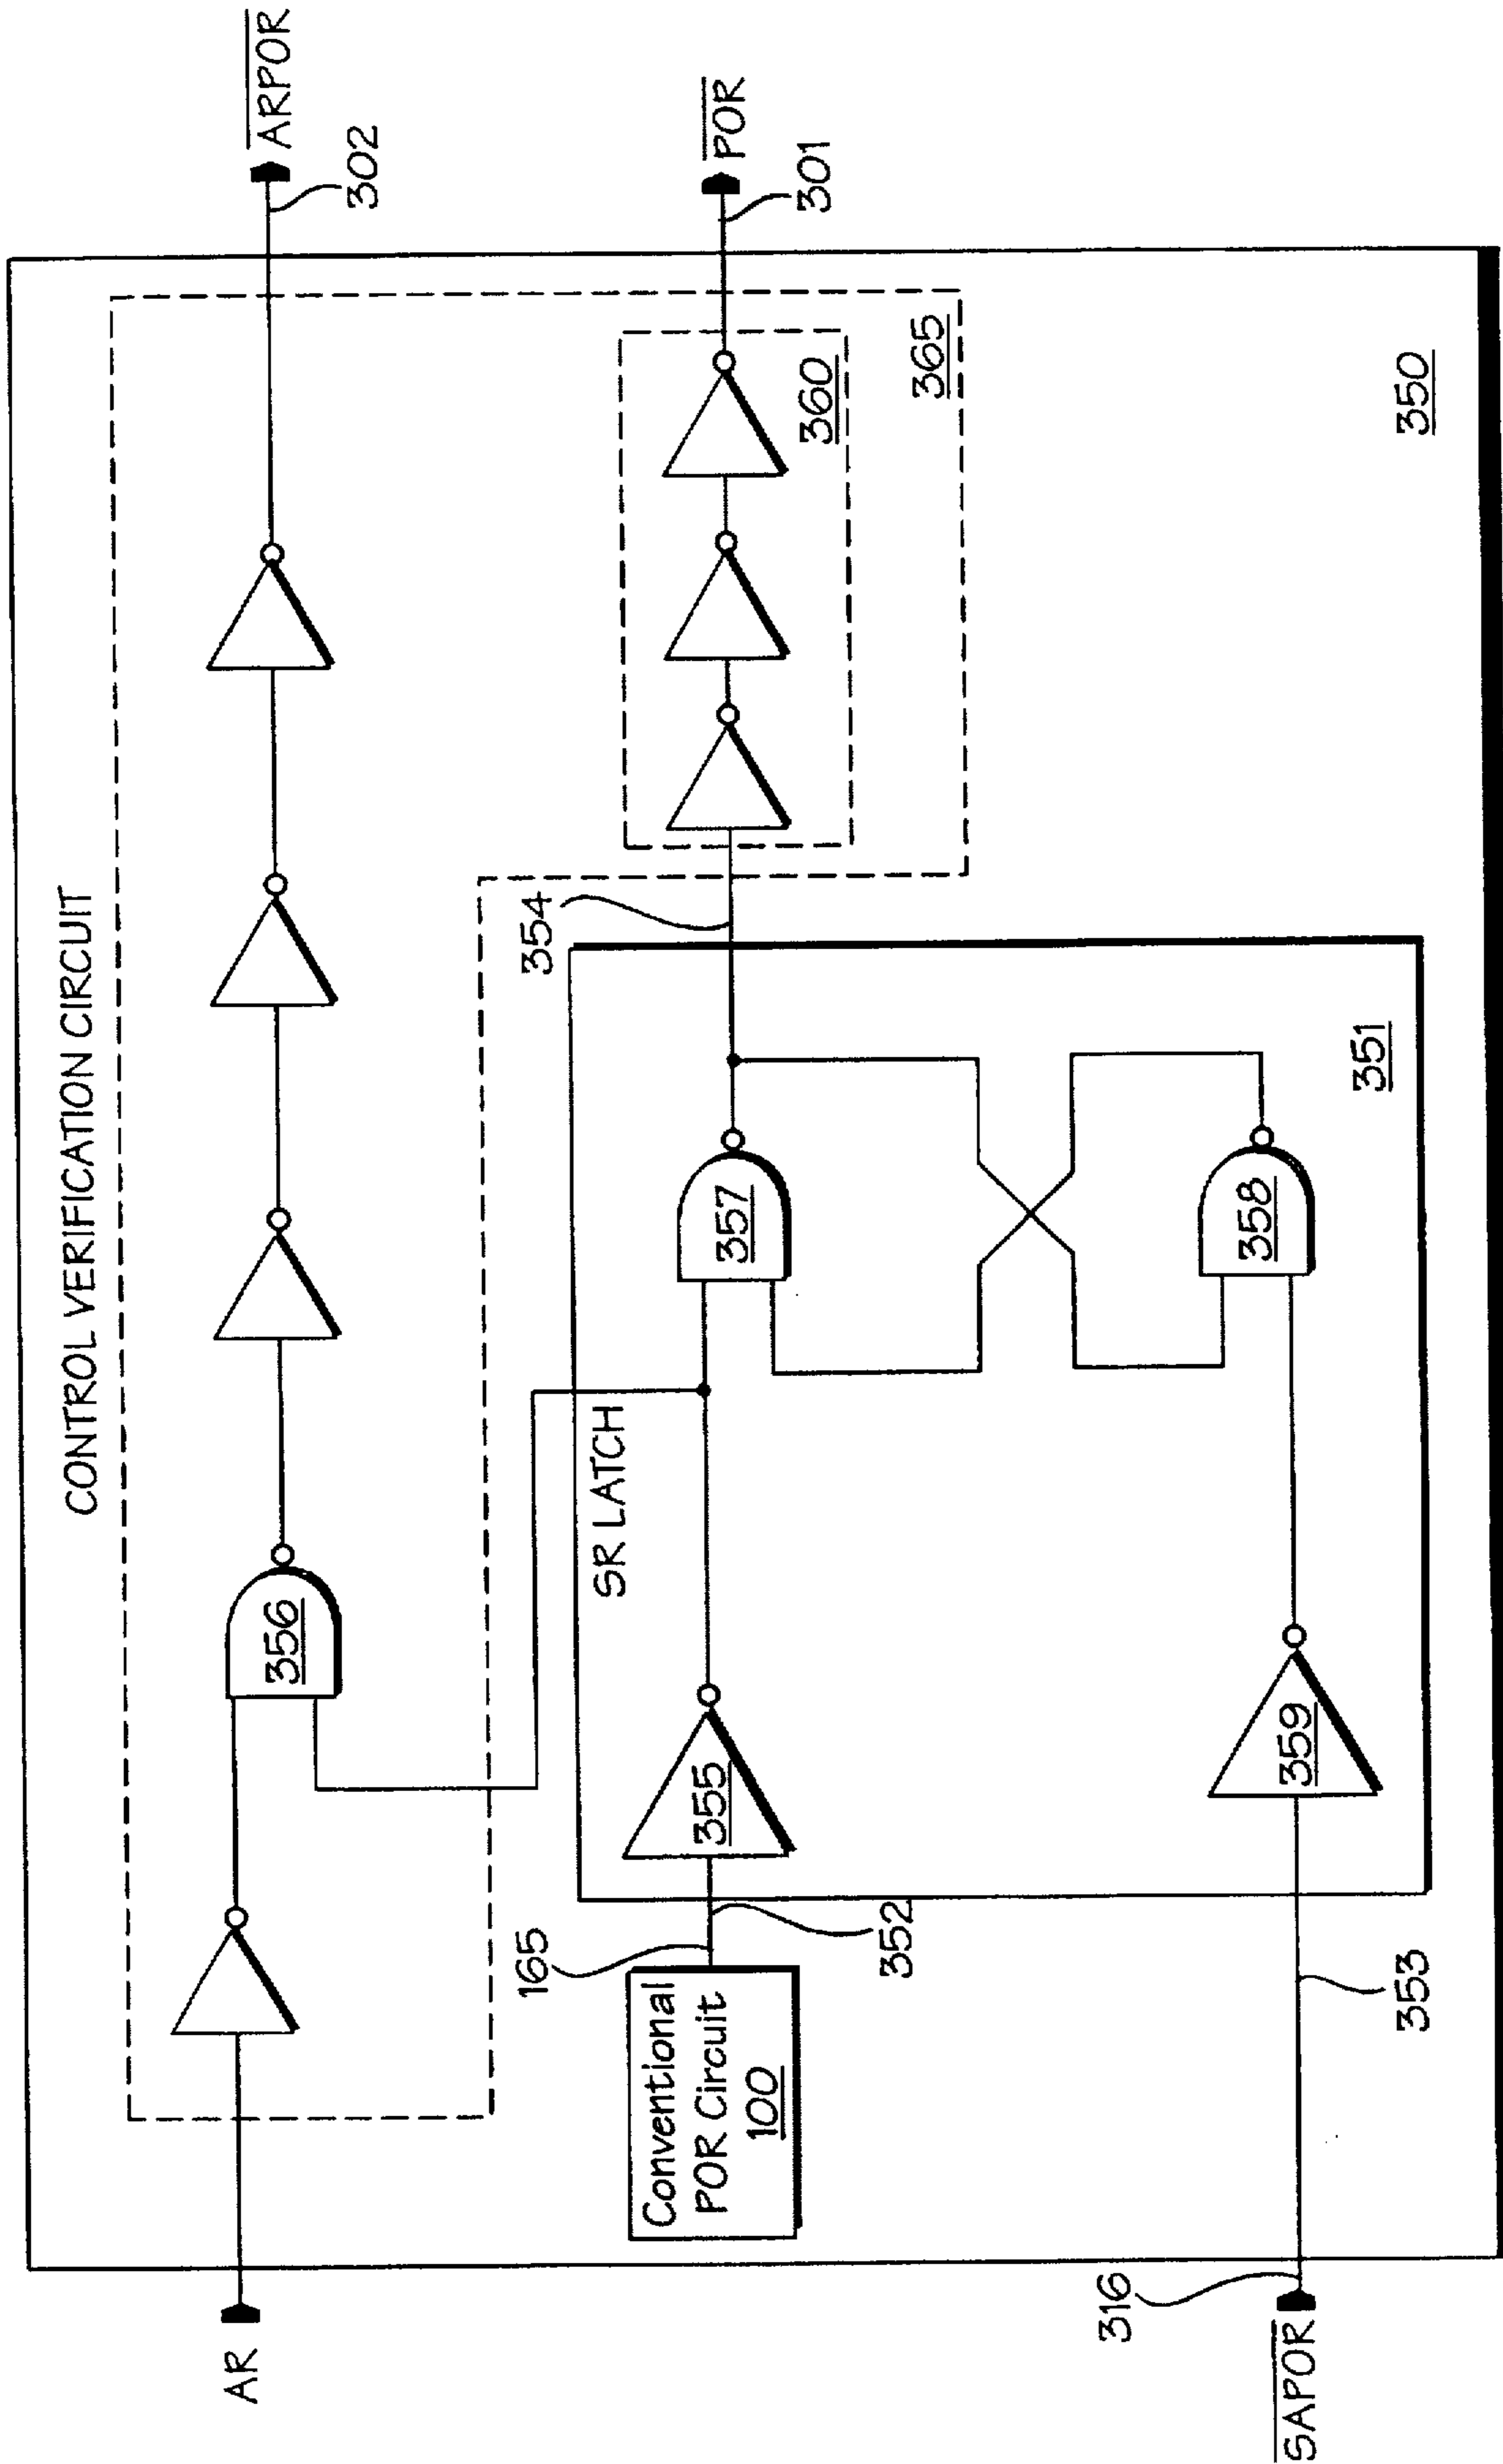 CONTROL VERIFICATION CIRCUIT
AR
356
ARPOR
302
SR LATCH
354
360
365
POR
301
165
Conventional
POR Circuit
100
352
355
357
351
358
359
350
316
SAPOR
353